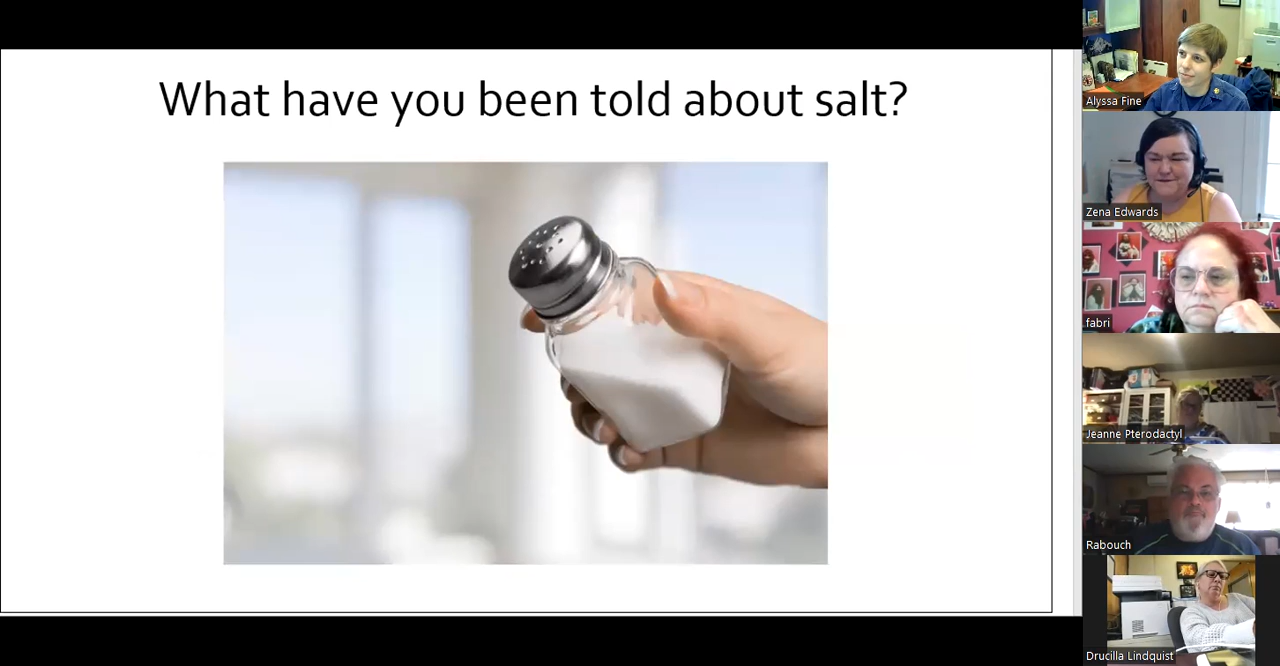 What have you been told about salt?
Alyssa Fine
Zena Edwards
fabri
Jeanne Pterodactyl
Rabouch
Drucilla Lindquist